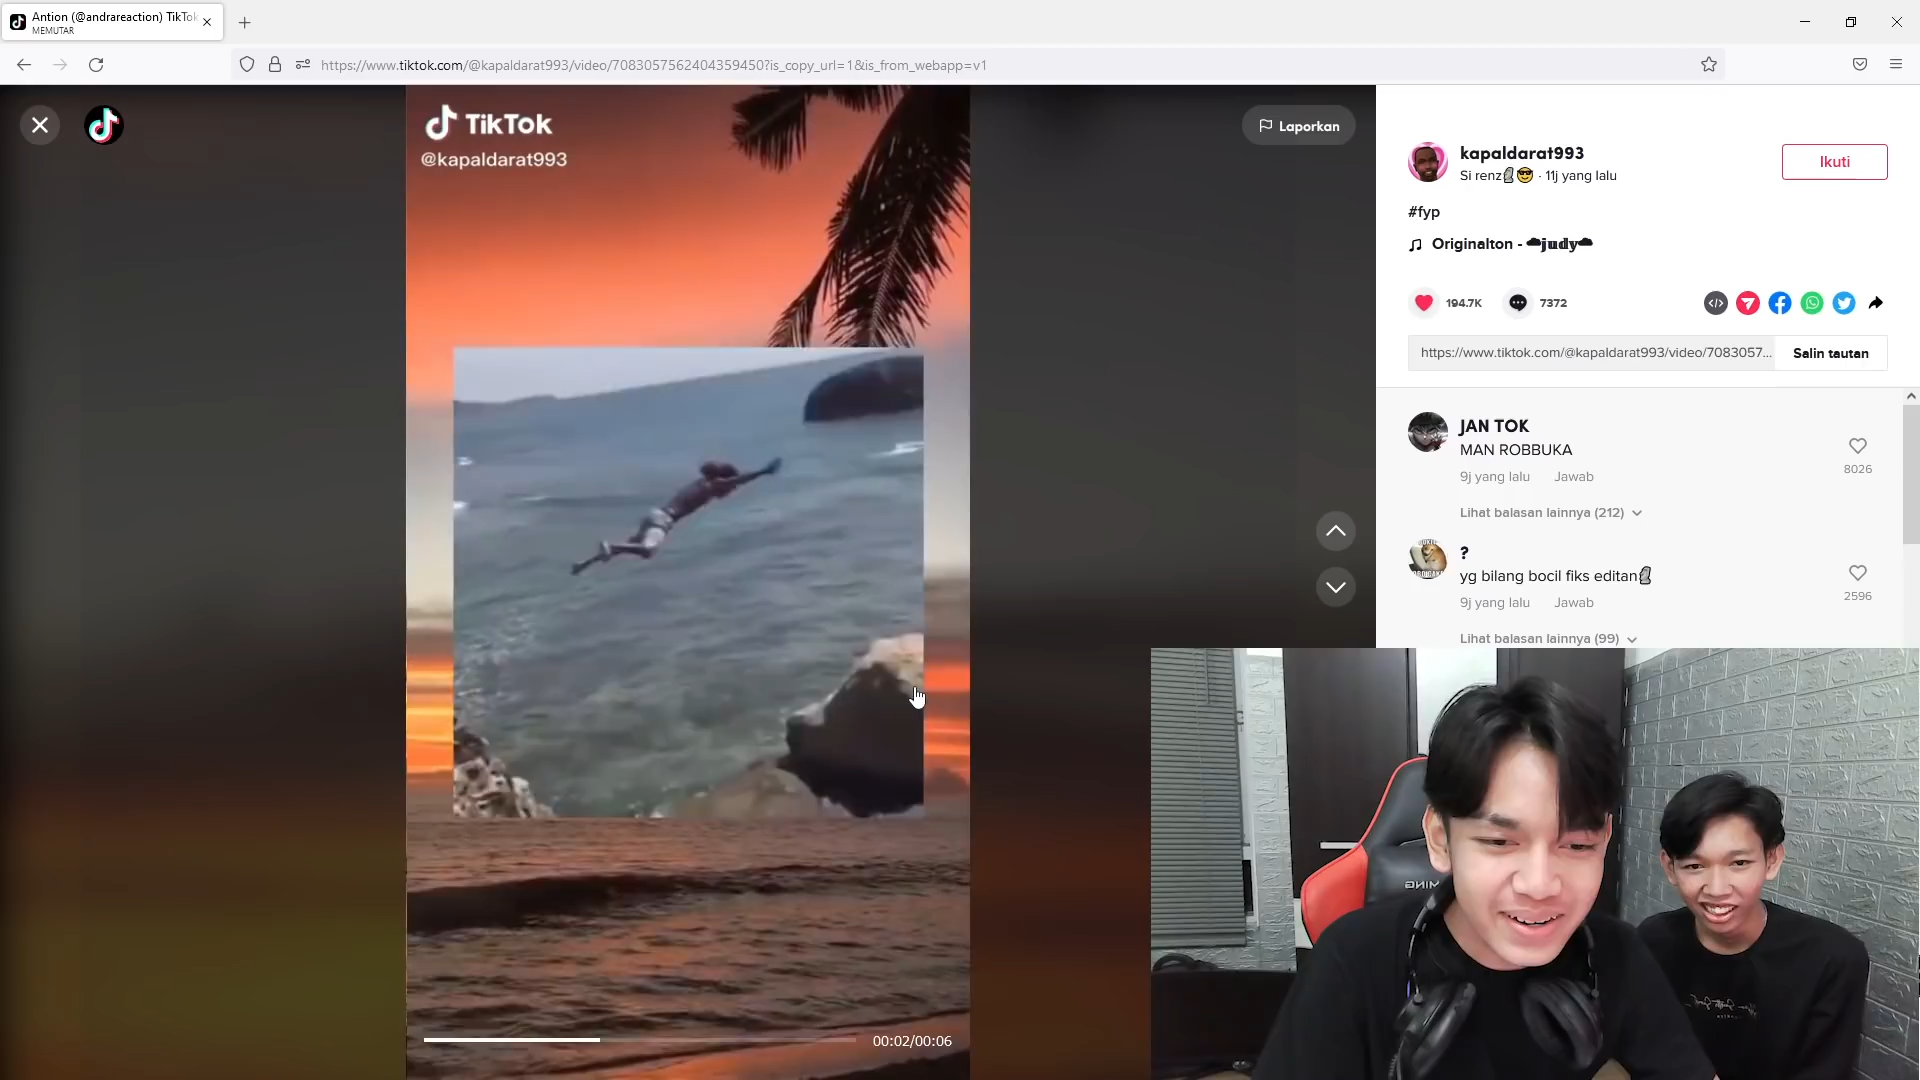 Antion (@andrareaction) TikTok
MEMUTAR
https://www.tiktok.com/@kapaldarat993/video/7083057562404359450?is_copy_url=1&is_from_webapp=v1
TikTok
@kapaldarat993
Laporkan
kapaldarat993
Si renz🗿😎 · 11j yang lalu
Ikuti
#fyp
Originalton - ☁𝕛𝕦𝕕𝕪☁
194.7K
7372
https://www.tiktok.com/@kapaldarat993/video/7083057...
Salin tautan
JAN TOK
MAN ROBBUKA
9j yang lalu Jawab
8026
Lihat balasan lainnya (212)
?
yg bilang bocil fiks editan🗿
9j yang lalu Jawab
2596
Lihat balasan lainnya (99)
00:02/00:06